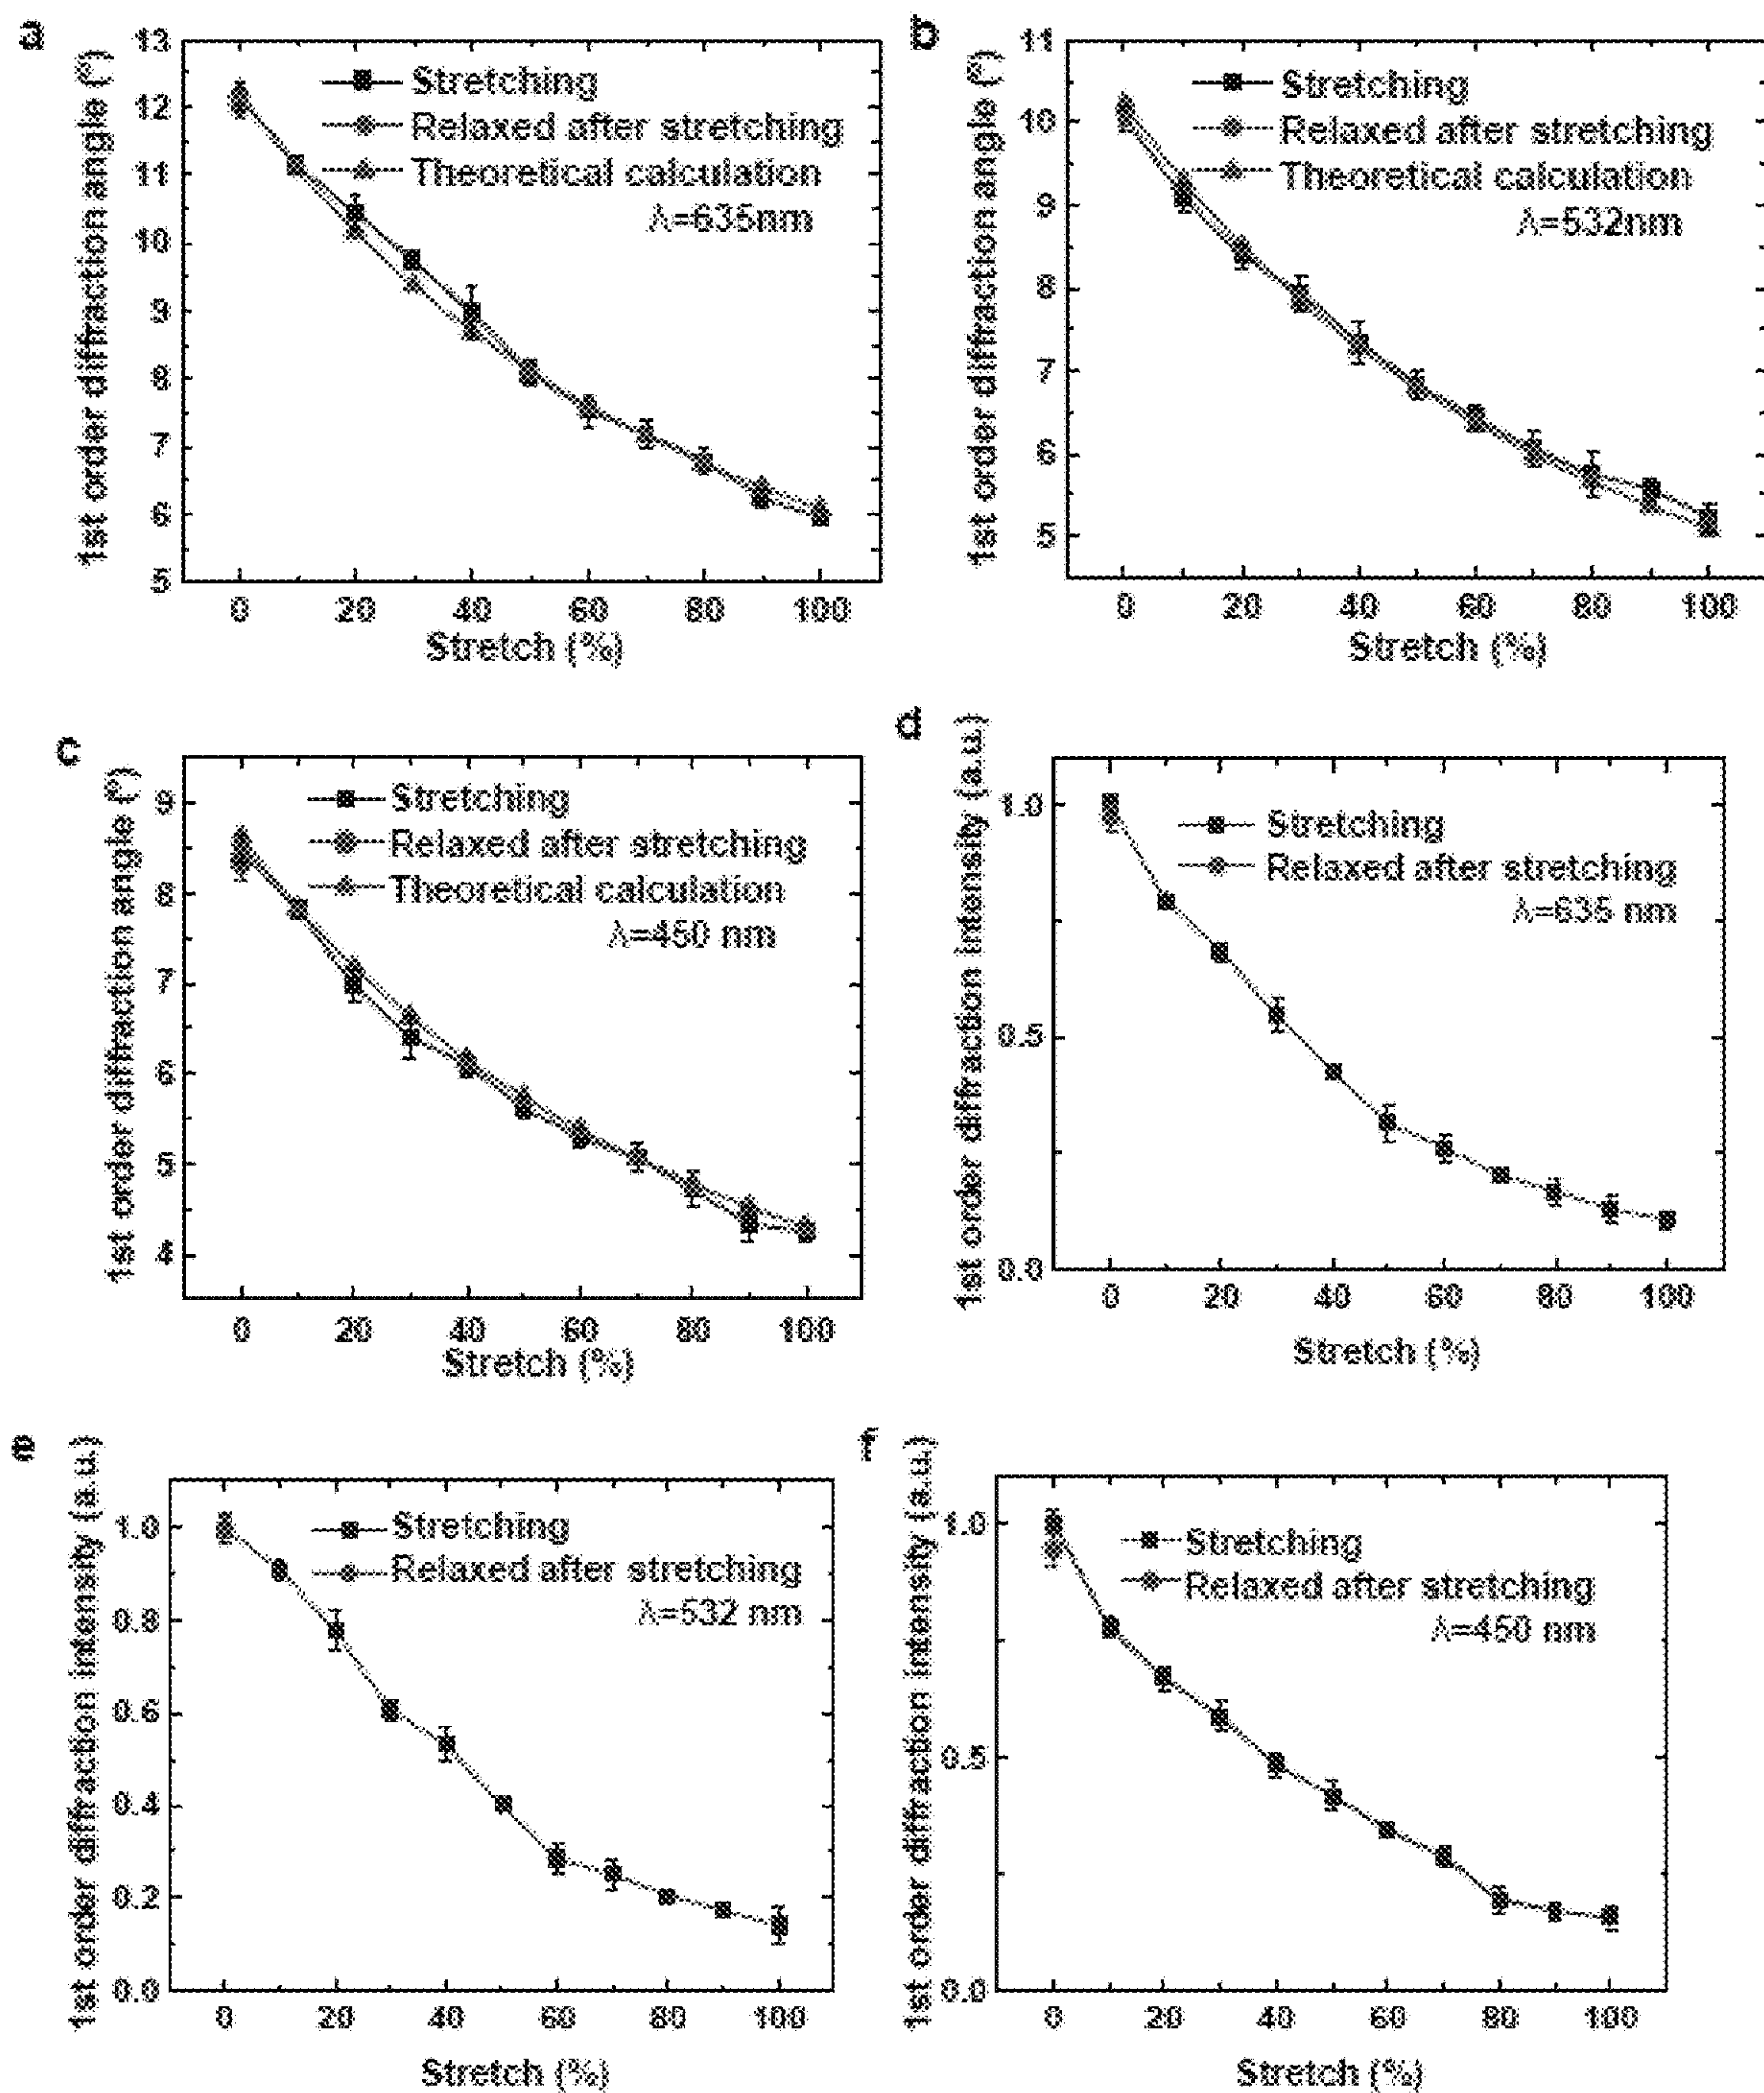 a
1st order diffraction angle (°)
13
12
11
10
9
8
7
6
5
Stretching
Relaxed after stretching
Theoretical calculation
λ=635nm
0 20 40 60 80 100
Stretch (%)
b
1st order diffraction angle (°)
11
10
9
8
7
6
5
Stretching
Relaxed after stretching
Theoretical calculation
λ=532nm
0 20 40 60 80 100
Stretch (%)
c
1st order diffraction angle (°)
9
8
7
6
5
4
Stretching
Relaxed after stretching
Theoretical calculation
λ=450 nm
0 20 40 60 80 100
Stretch (%)
d
1st order diffraction intensity (a.u.)
1.0
0.5
0.0
Stretching
Relaxed after stretching
λ=635 nm
0 20 40 60 80 100
Stretch (%)
e
1st order diffraction intensity (a.u.)
1.0
0.8
0.6
0.4
0.2
0.0
Stretching
Relaxed after stretching
λ=532 nm
0 20 40 60 80 100
Stretch (%)
f
1st order diffraction intensity (a.u.)
1.0
0.5
0.0
Stretching
Relaxed after stretching
λ=450 nm
0 20 40 60 80 100
Stretch (%)